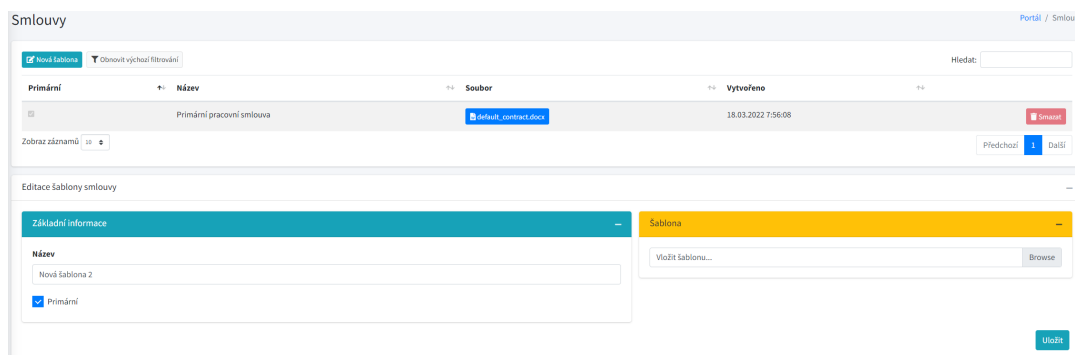 Smlouvy
Portál / Smlou
Nová šablona Obnovit výchozí filtrování Hledat:
Primární Název Soubor Vytvořeno
Primární pracovní smlouva default_contract.docx 18.03.2022 7:56:08 Smazat
Zobraz záznamů 10 Předchozí 1 Další
Editace šablony smlouvy
Základní informace
Název
Nová šablona 2
Primární
Šablona
Vložit šablonu... Browse
Uložit